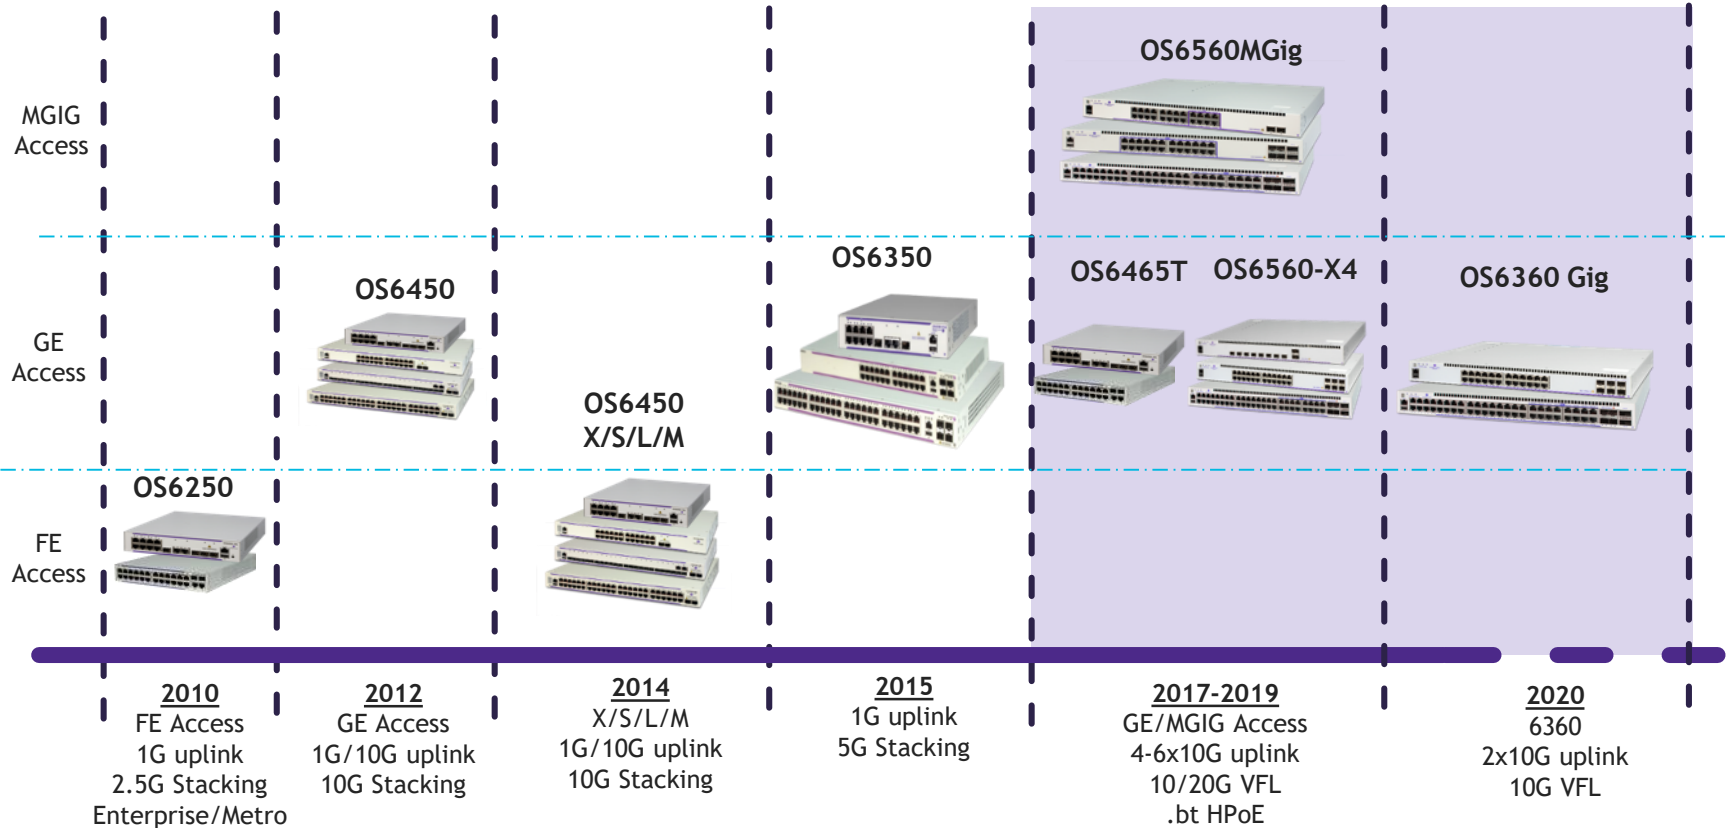 OS6560MGig
MGIG
Access
OS6350
OS6465T
OS6560-X4
OS6360 Gig
OS6450
GE
Access
OS6450
X/S/L/M
OS6250
FE
Access
2010
FE Access
1G uplink
2.5G Stacking
Enterprise/Metro
2012
GE Access
1G/10G uplink
10G Stacking
2014
X/S/L/M
1G/10G uplink
10G Stacking
2015
1G uplink
5G Stacking
2017-2019
GE/MGIG Access
4-6x10G uplink
10/20G VFL
.bt HPoE
2020
6360
2x10G uplink
10G VFL